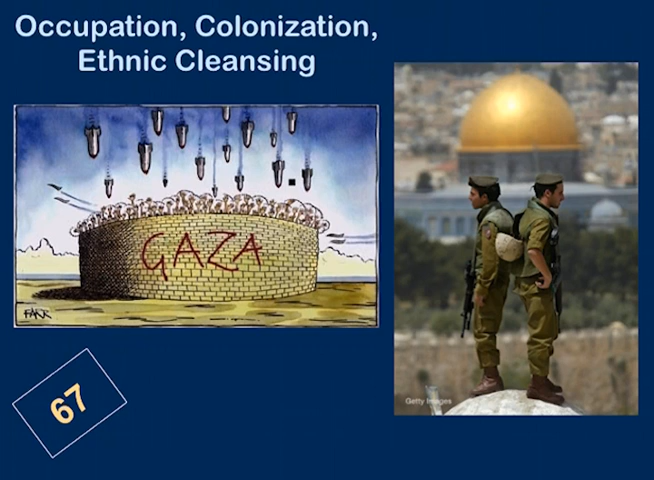 Occupation, Colonization,
Ethnic Cleansing
GAZA
FARR
Getty Images
67